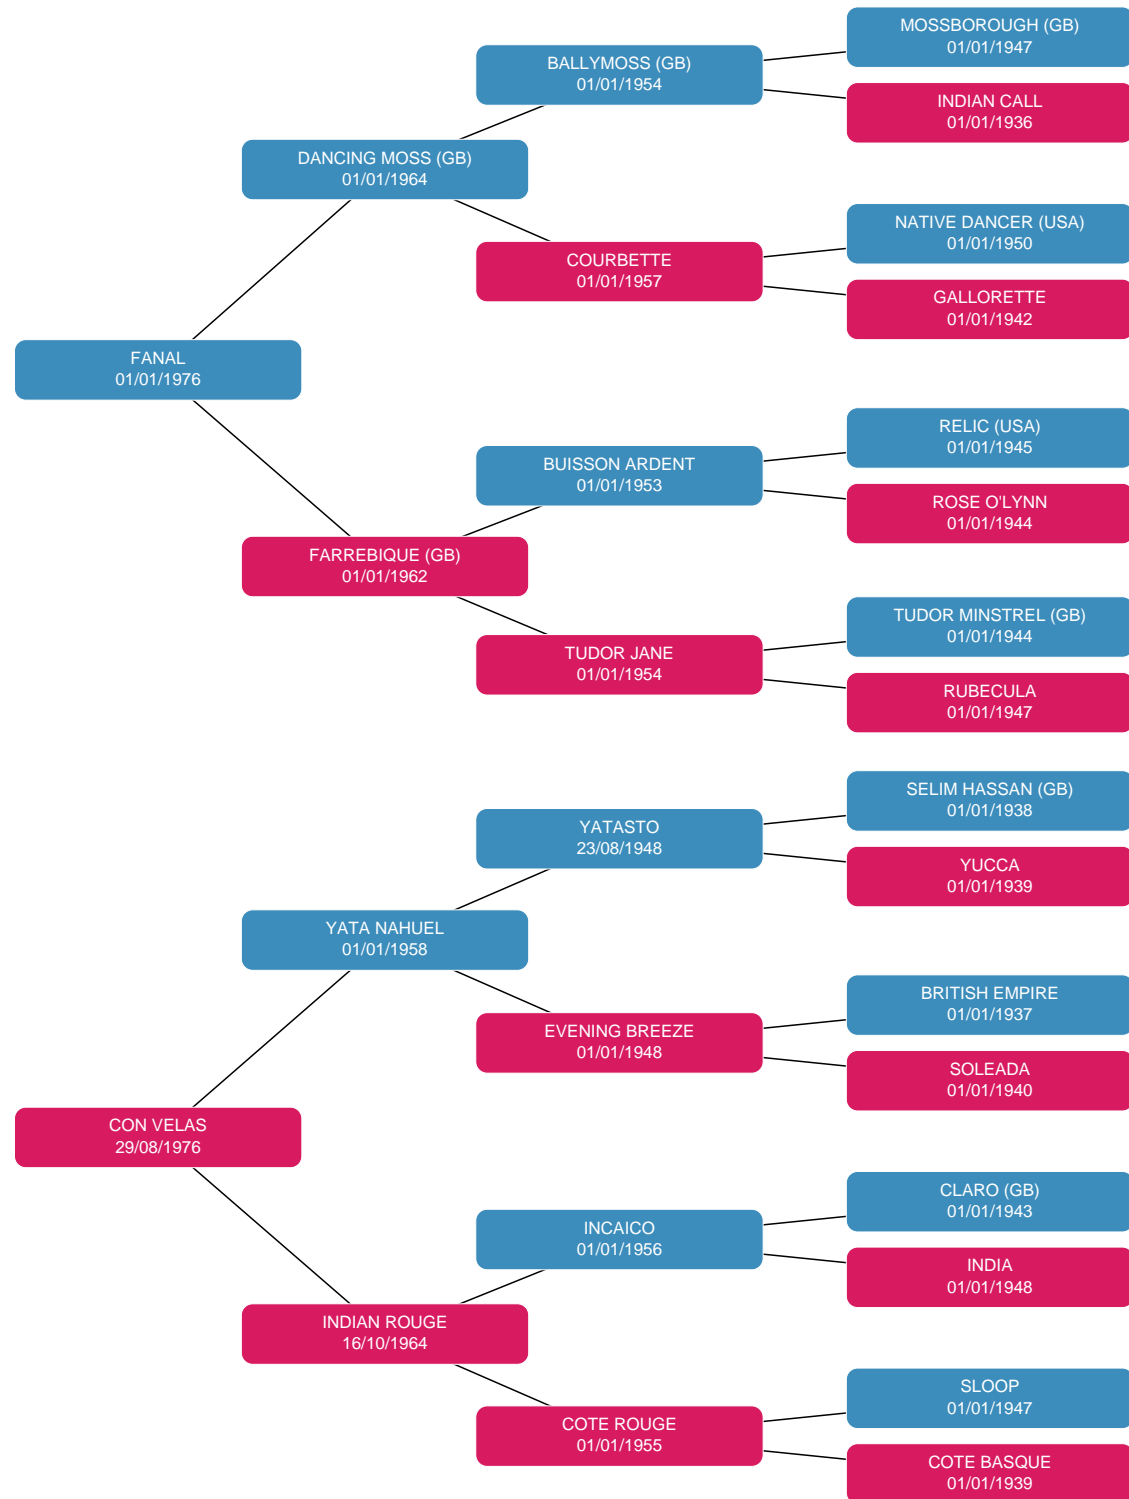 MOSSBOROUGH (GB)
01/01/1947
BALLYMOSS (GB)
01/01/1954
INDIAN CALL
01/01/1936
DANCING MOSS (GB)
01/01/1964
NATIVE DANCER (USA)
01/01/1950
COURBETTE
01/01/1957
GALLORETTE
01/01/1942
FANAL
01/01/1976
RELIC (USA)
01/01/1945
BUISSON ARDENT
01/01/1953
ROSE O'LYNN
01/01/1944
FARREBIQUE (GB)
01/01/1962
TUDOR MINSTREL (GB)
01/01/1944
TUDOR JANE
01/01/1954
RUBECULA
01/01/1947
SELIM HASSAN (GB)
01/01/1938
YATASTO
23/08/1948
YUCCA
01/01/1939
YATA NAHUEL
01/01/1958
BRITISH EMPIRE
01/01/1937
EVENING BREEZE
01/01/1948
SOLEADA
01/01/1940
CON VELAS
29/08/1976
CLARO (GB)
01/01/1943
INCAICO
01/01/1956
INDIA
01/01/1948
INDIAN ROUGE
16/10/1964
SLOOP
01/01/1947
COTE ROUGE
01/01/1955
COTE BASQUE
01/01/1939